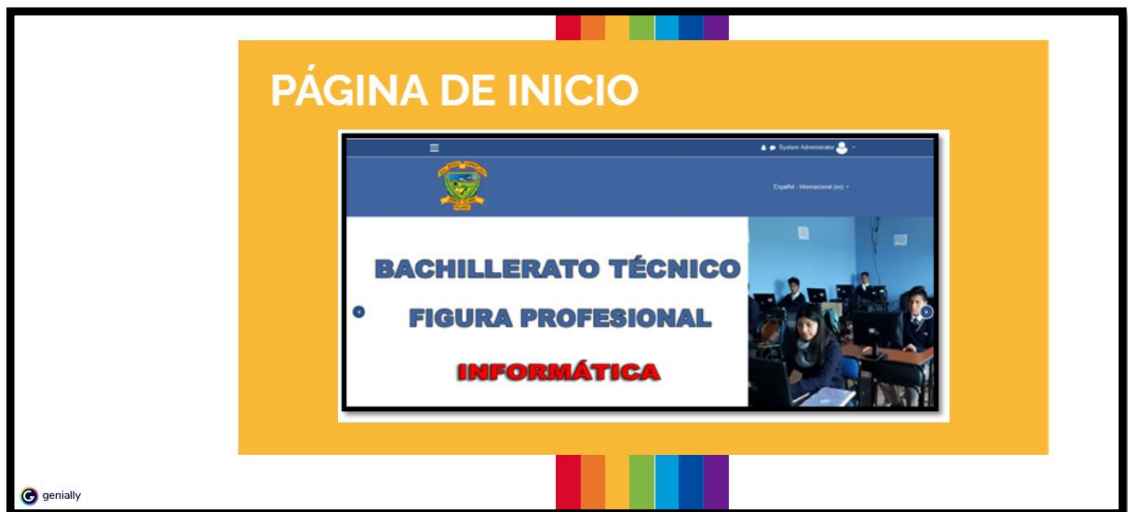 PÁGINA DE INICIO
System Administrator
Español - Internacional (es)
BACHILLERATO TÉCNICO
FIGURA PROFESIONAL
INFORMÁTICA
genially